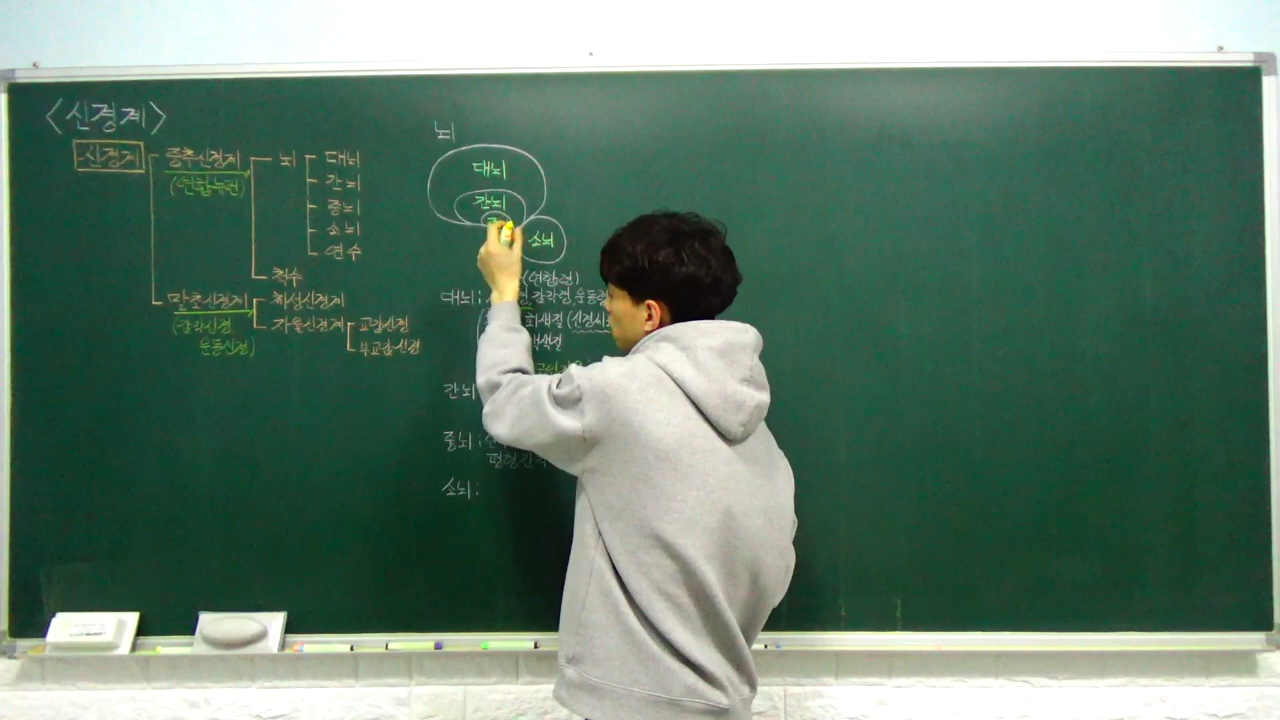 <신경계>
신경계
중추신경계
(연합뉴런)
뇌
대뇌
간뇌
중뇌
소뇌
연수
척수
말초신경계
(감각신경
운동신경)
체성신경계
자율신경계
교감신경
부교감신경
뇌
대뇌
간뇌
소뇌
(연합령)
대뇌: 감각령 운동령
회색질 (신경세포
백색질
간뇌
중뇌:
평형감각
소뇌: